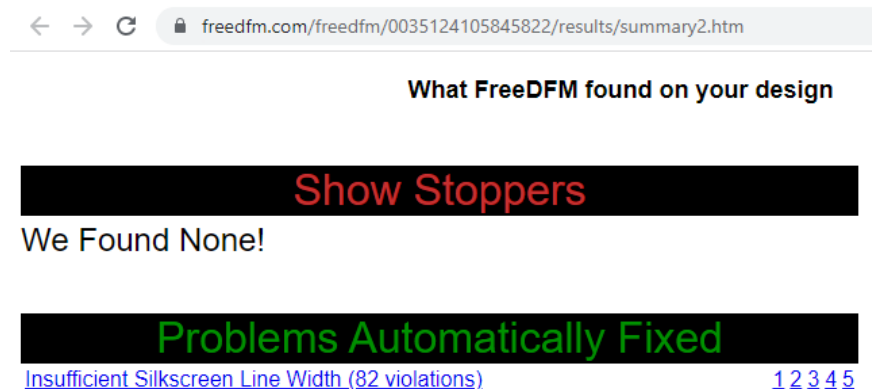 freedfm.com/freedfm/0035124105845822/results/summary2.htm
What FreeDFM found on your design
Show Stoppers
We Found None!
Problems Automatically Fixed
Insufficient Silkscreen Line Width (82 violations) 1 2 3 4 5